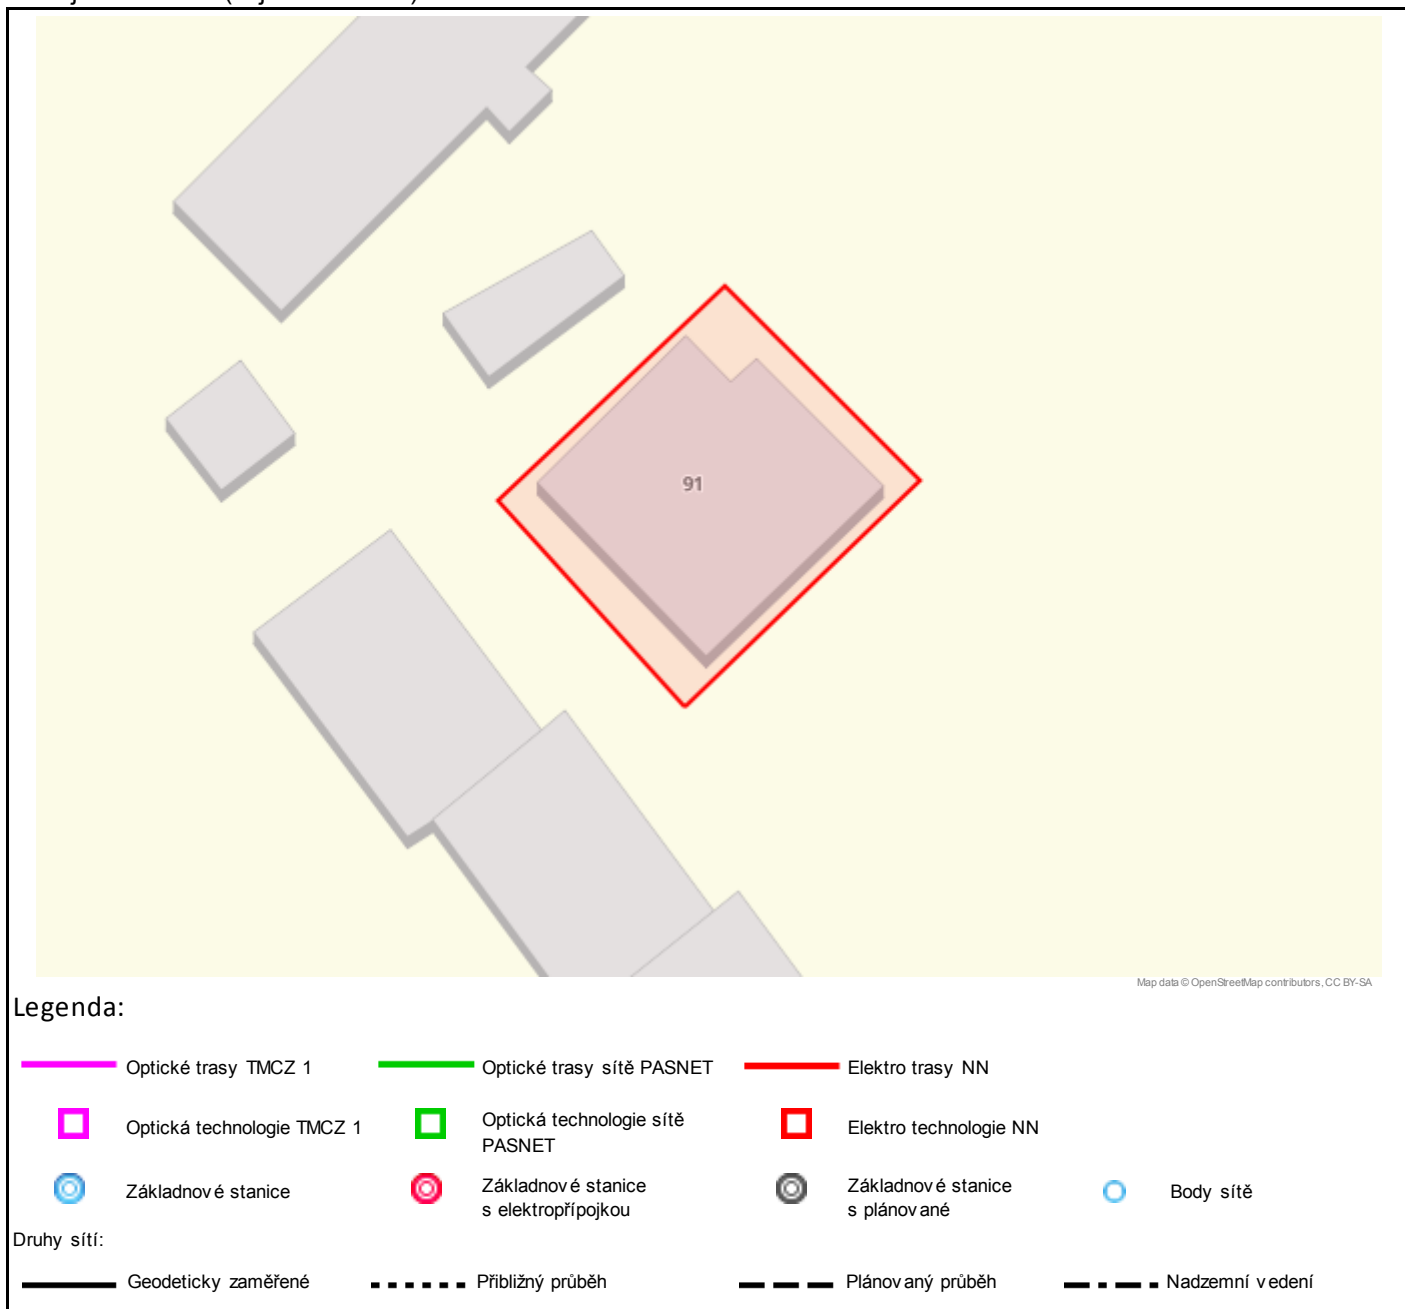 91
Map data © OpenStreetMap contributors, CC BY-SA
Legenda:
Optické trasy TMCZ 1
Optické trasy sítě PASNET
Elektro trasy NN
Optická technologie TMCZ 1
Optická technologie sítě
PASNET
Elektro technologie NN
Základnové stanice
Základnové stanice
s elektropřípojkou
Základnové stanice
s plánované
Body sítě
Druhy sítí:
Geodeticky zaměřené
Přibližný průběh
Plánovaný průběh
Nadzemní vedení